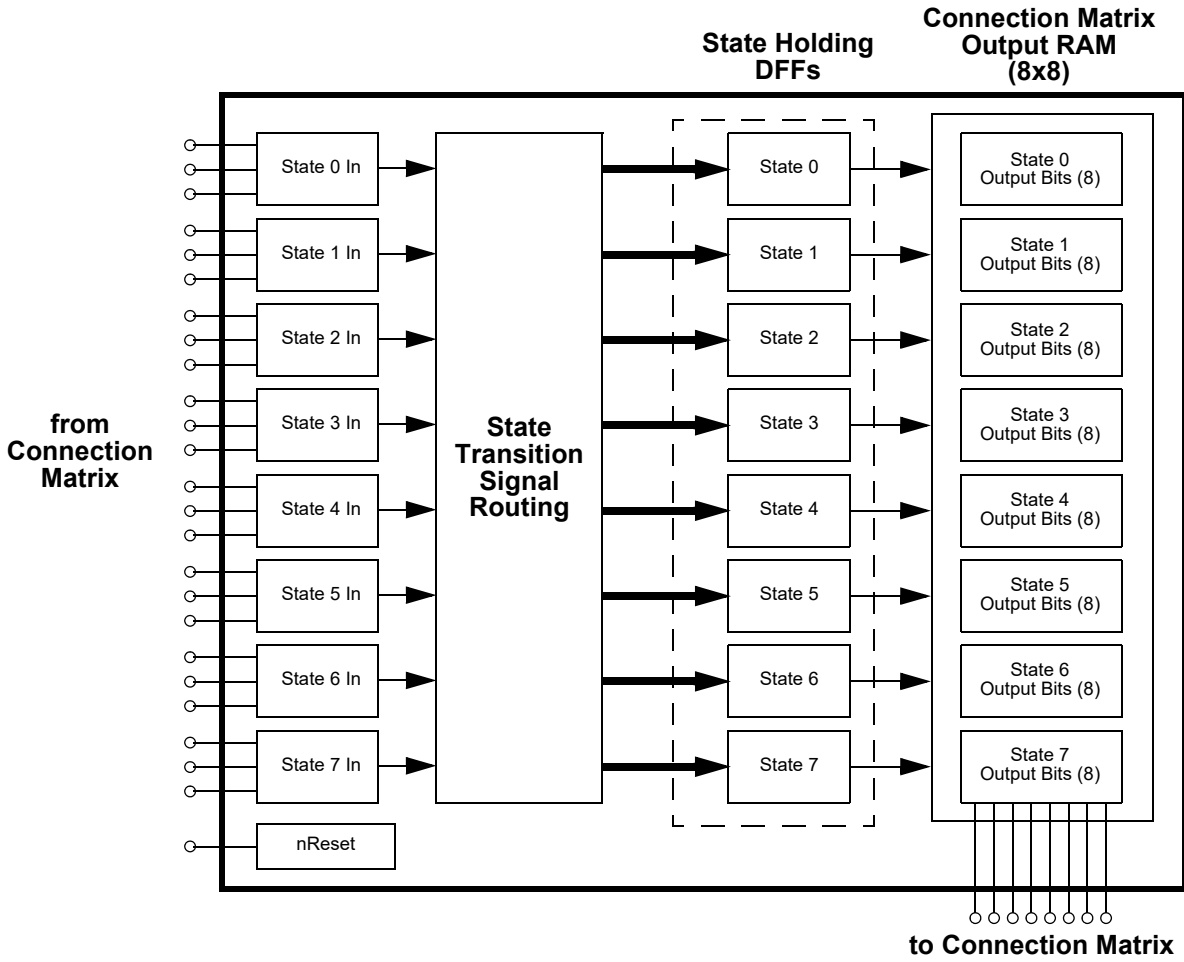 State Holding
DFFs
Connection Matrix
Output RAM
(8x8)
from
Connection
Matrix
State 0 In
State 1 In
State 2 In
State 3 In
State 4 In
State 5 In
State 6 In
State 7 In
nReset
State
Transition
Signal
Routing
State 0
State 1
State 2
State 3
State 4
State 5
State 6
State 7
State 0
Output Bits (8)
State 1
Output Bits (8)
State 2
Output Bits (8)
State 3
Output Bits (8)
State 4
Output Bits (8)
State 5
Output Bits (8)
State 6
Output Bits (8)
State 7
Output Bits (8)
to Connection Matrix